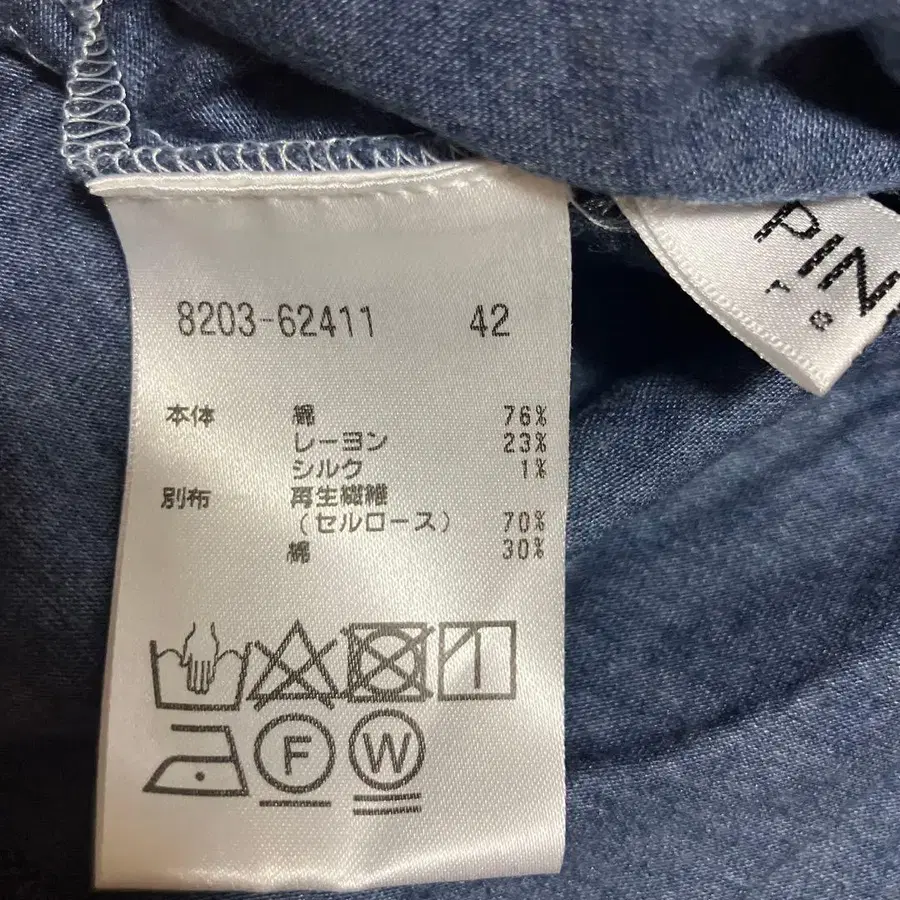 8203-62411 42
本体 綿 76%
レーヨン 23%
シルク 1%
別布 再生繊維
(セルロース) 70%
綿 30%
F W
PIN
r e